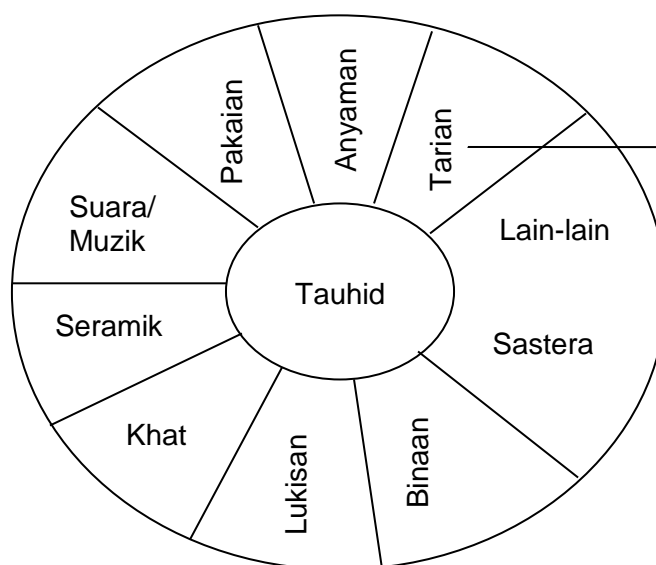 Pakaian
Anyaman
Tarian
Suara/
Muzik
Lain-lain
Tauhid
Seramik
Sastera
Khat
Lukisan
Binaan